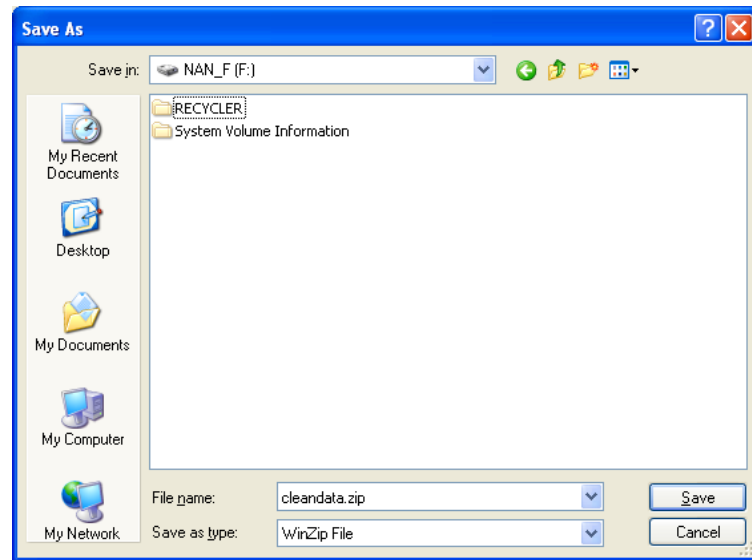 Save As
Save in: NAN_F (F:)
RECYCLER
System Volume Information
My Recent
Documents
Desktop
My Documents
My Computer
My Network
File name: cleandata.zip Save
Save as type: WinZip File Cancel